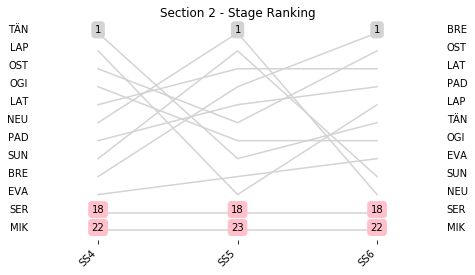 Section 2 - Stage Ranking
TÄN 1 1 1 BRE
LAP OST
OST LAT
OGI PAD
LAT LAP
NEU TÄN
PAD OGI
SUN EVA
BRE SUN
EVA NEU
SER 18 18 18 SER
MIK 22 23 22 MIK
SS4 SS5 SS6